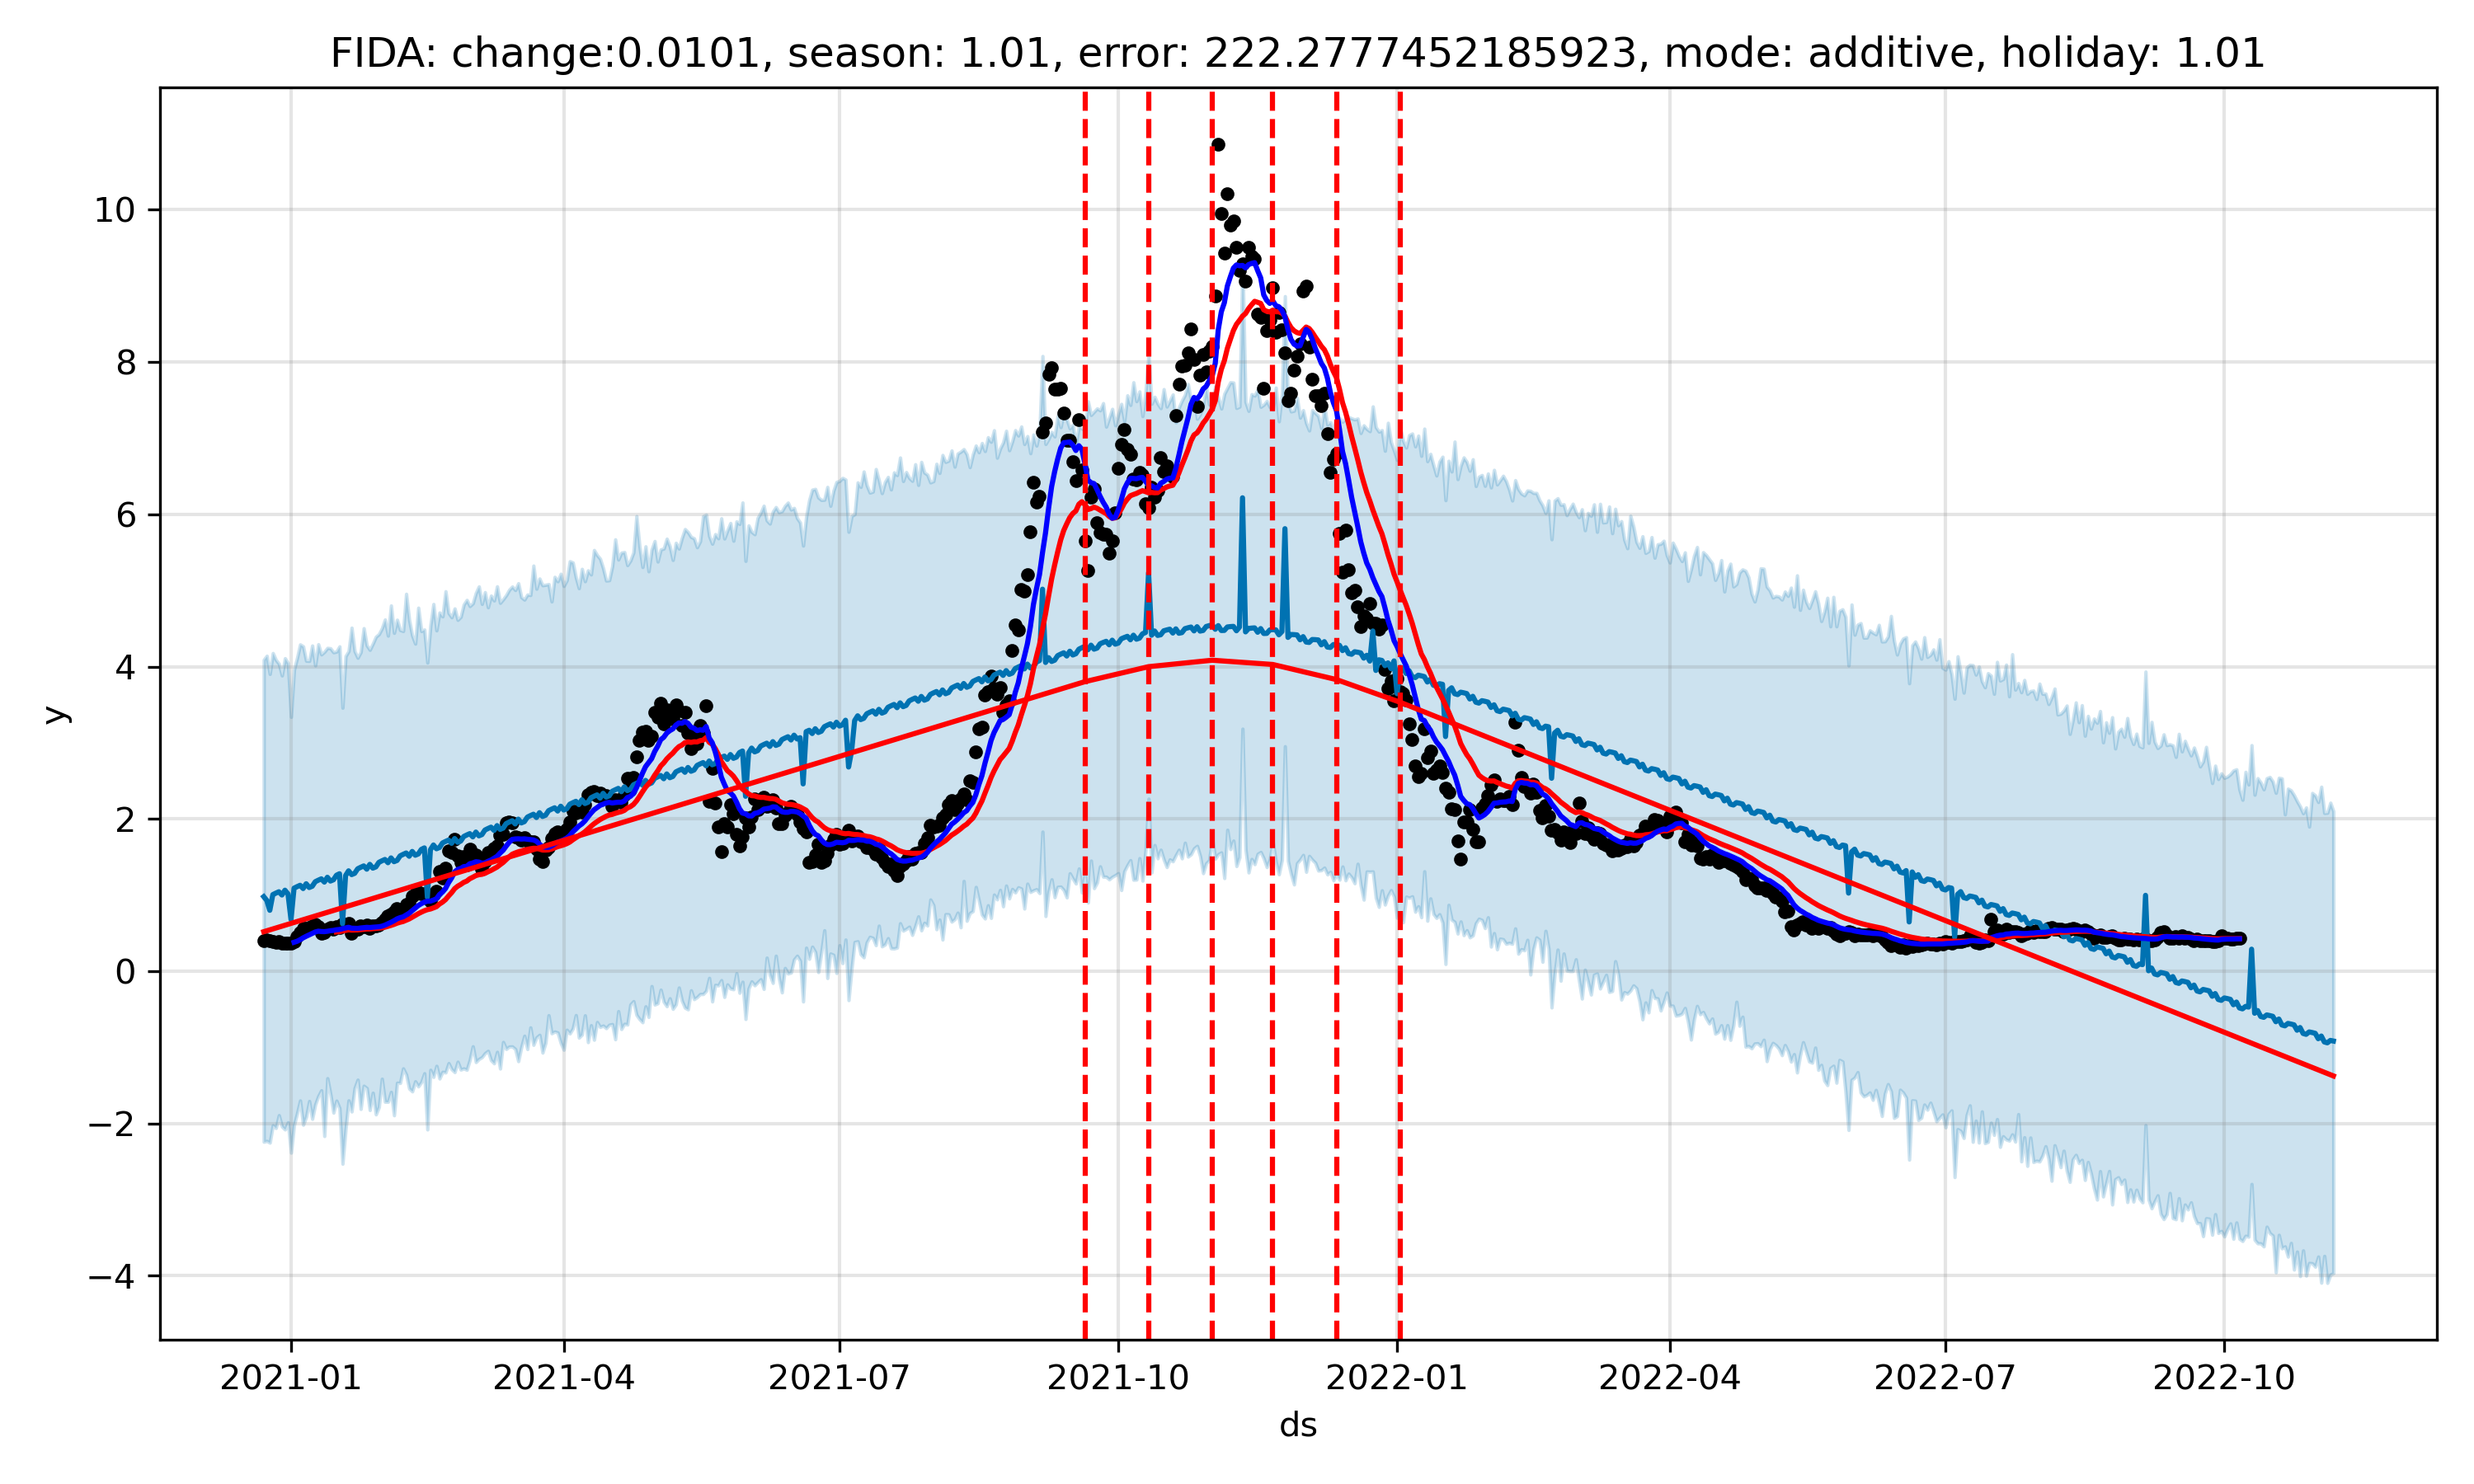 FIDA: change:0.0101, season: 1.01, error: 222.2777452185923, mode: additive, holiday: 1.01
y
10
8
6
4
2
0
−2
−4
2021-01 2021-04 2021-07 2021-10 2022-01 2022-04 2022-07 2022-10
ds